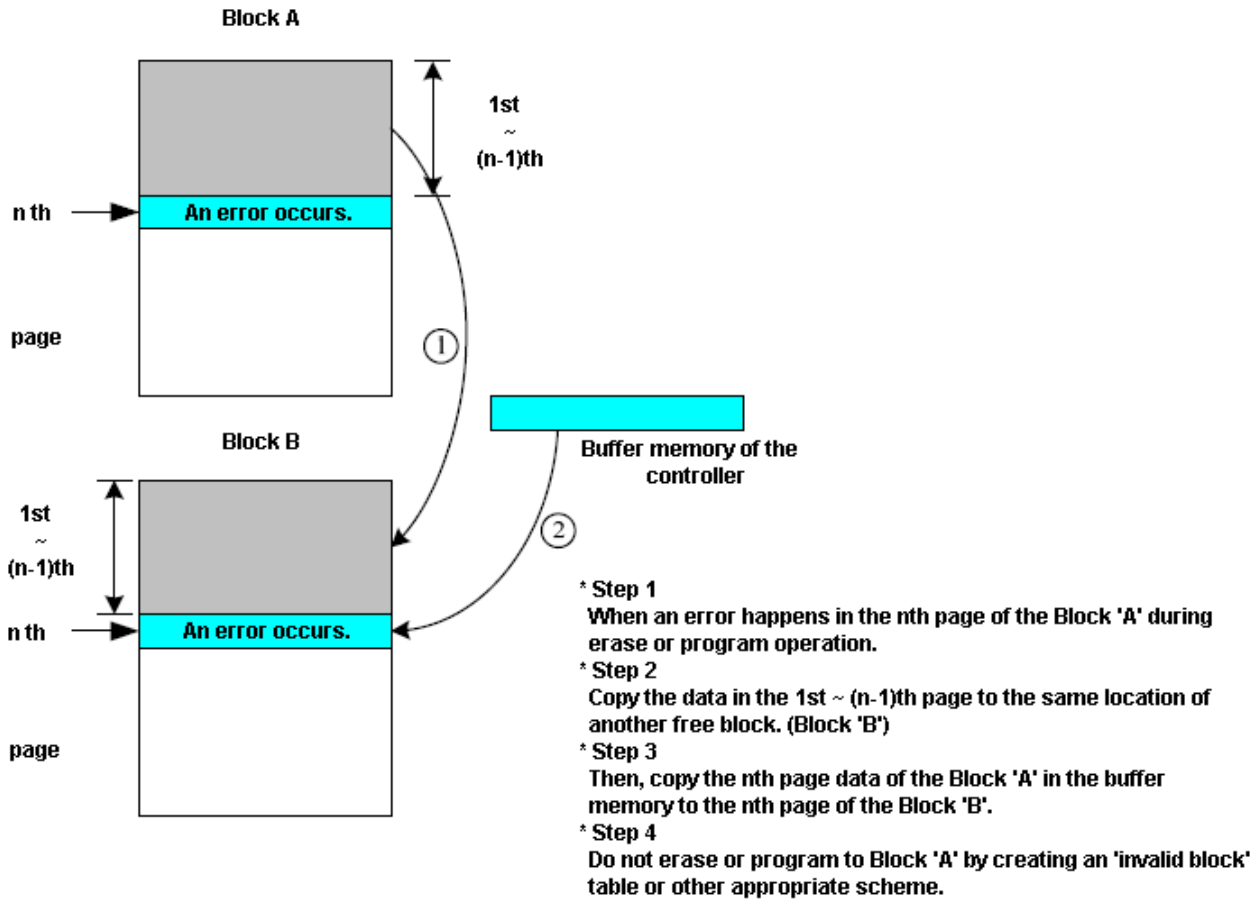 Block A
1st
~
(n-1)th
n th
An error occurs.
page
1
Block B
Buffer memory of the
controller
1st
~
(n-1)th
2
n th
An error occurs.
page
* Step 1
When an error happens in the nth page of the Block 'A' during
erase or program operation.
* Step 2
Copy the data in the 1st ~ (n-1)th page to the same location of
another free block. (Block 'B')
* Step 3
Then, copy the nth page data of the Block 'A' in the buffer
memory to the nth page of the Block 'B'.
* Step 4
Do not erase or program to Block 'A' by creating an 'invalid block'
table or other appropriate scheme.